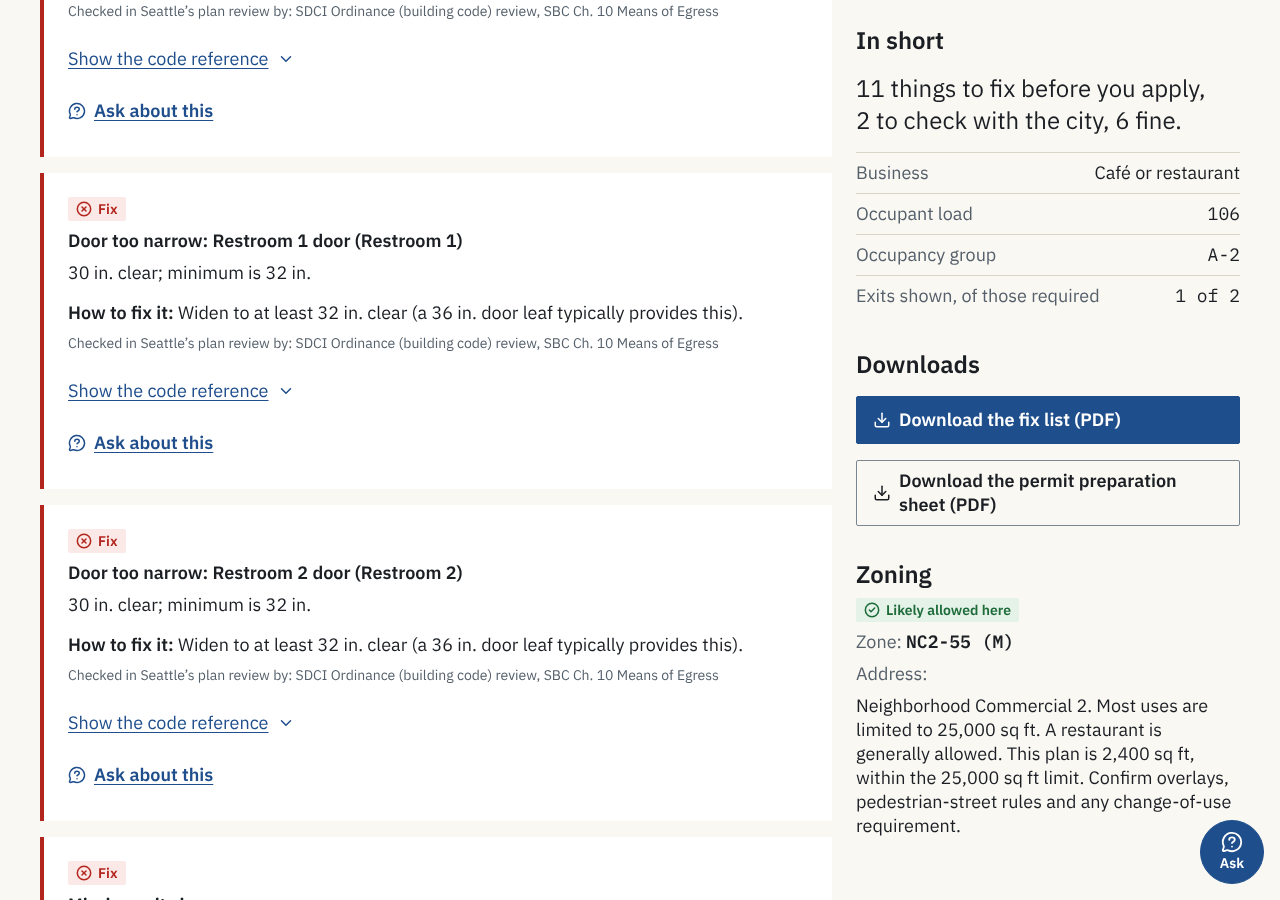 Checked in Seattle’s plan review by: SDCI Ordinance (building code) review, SBC Ch. 10 Means of Egress
Show the code reference
Ask about this
Fix
Door too narrow: Restroom 1 door (Restroom 1)
30 in. clear; minimum is 32 in.
How to fix it: Widen to at least 32 in. clear (a 36 in. door leaf typically provides this).
Checked in Seattle’s plan review by: SDCI Ordinance (building code) review, SBC Ch. 10 Means of Egress
Show the code reference
Ask about this
Fix
Door too narrow: Restroom 2 door (Restroom 2)
30 in. clear; minimum is 32 in.
How to fix it: Widen to at least 32 in. clear (a 36 in. door leaf typically provides this).
Checked in Seattle’s plan review by: SDCI Ordinance (building code) review, SBC Ch. 10 Means of Egress
Show the code reference
Ask about this
Fix
In short
11 things to fix before you apply,
2 to check with the city, 6 fine.
Business Café or restaurant
Occupant load 106
Occupancy group A-2
Exits shown, of those required 1 of 2
Downloads
Download the fix list (PDF)
Download the permit preparation
sheet (PDF)
Zoning
Likely allowed here
Zone: NC2-55 (M)
Address:
Neighborhood Commercial 2. Most uses are
limited to 25,000 sq ft. A restaurant is
generally allowed. This plan is 2,400 sq ft,
within the 25,000 sq ft limit. Confirm overlays,
pedestrian-street rules and any change-of-use
requirement.
Ask